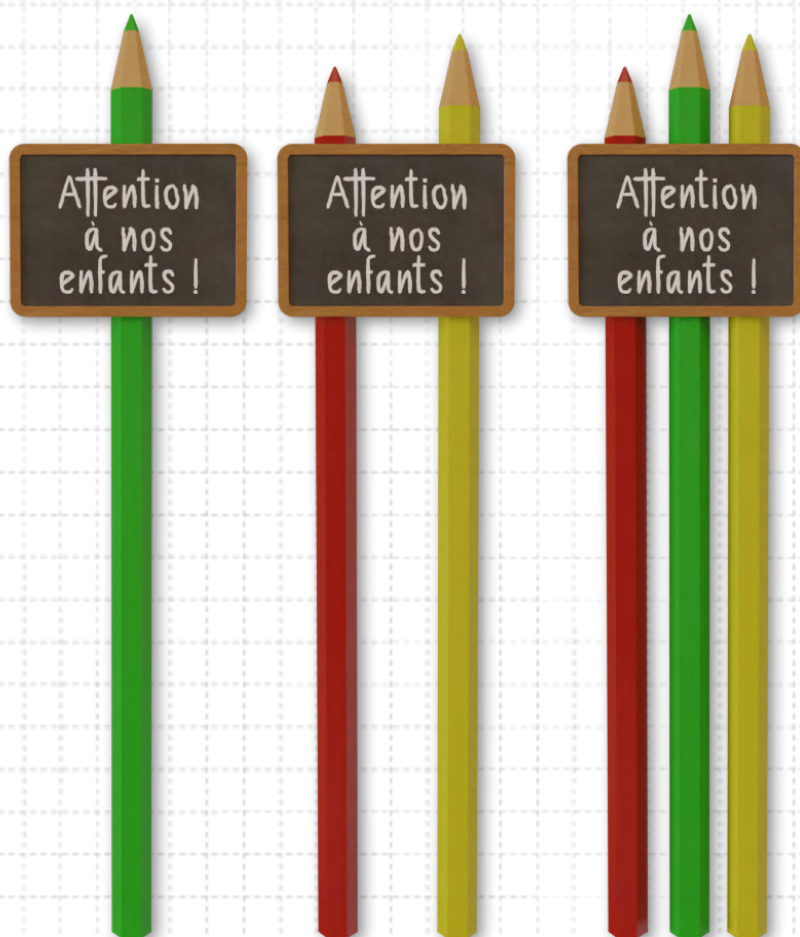 Attention
à nos
enfants !
Attention
à nos
enfants !
Attention
à nos
enfants !